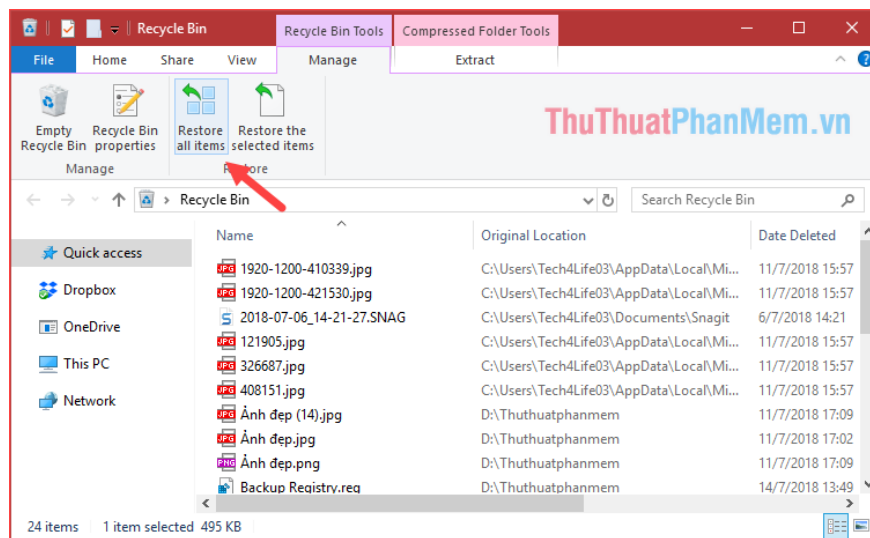 Recycle Bin
Recycle Bin Tools
Compressed Folder Tools
File Home Share View Manage Extract
Empty Recycle Bin
Recycle Bin properties
Restore all items
Restore the selected items
Manage
Restore
ThuThuatPhanMem.vn
Recycle Bin
Search Recycle Bin
Quick access
Dropbox
OneDrive
This PC
Network
Name Original Location Date Deleted
1920-1200-410339.jpg C:\Users\Tech4Life03\AppData\Local\Mi... 11/7/2018 15:57
1920-1200-421530.jpg C:\Users\Tech4Life03\AppData\Local\Mi... 11/7/2018 15:57
2018-07-06_14-21-27.SNAG C:\Users\Tech4Life03\Documents\Snagit 6/7/2018 14:21
121905.jpg C:\Users\Tech4Life03\AppData\Local\Mi... 11/7/2018 15:57
326687.jpg C:\Users\Tech4Life03\AppData\Local\Mi... 11/7/2018 15:57
408151.jpg C:\Users\Tech4Life03\AppData\Local\Mi... 11/7/2018 15:57
Ảnh đẹp (14).jpg D:\Thuthuatphanmem 11/7/2018 17:09
Ảnh đẹp.jpg D:\Thuthuatphanmem 11/7/2018 17:02
Ảnh đẹp.png D:\Thuthuatphanmem 11/7/2018 17:09
Backup Registry.reg D:\Thuthuatphanmem 14/7/2018 13:49
24 items 1 item selected 495 KB